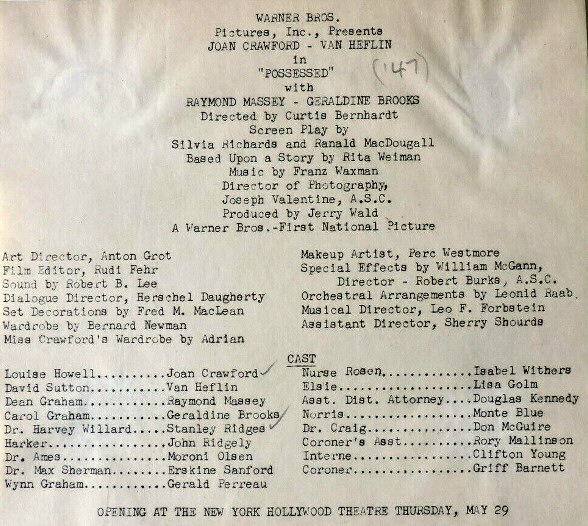 WARNER BROS.
Pictures, Inc., Presents
JOAN CRAWFORD - VAN HEFLIN
in
"POSSESSED"
('47)
with
RAYMOND MASSEY - GERALDINE BROOKS
Directed by Curtis Bernhardt
Screen Play by
Silvia Richards and Ranald MacDougall
Based Upon a Story by Rita Weiman
Music by Franz Waxman
Director of Photography,
Joseph Valentine, A.S.C.
Produced by Jerry Wald
A Warner Bros.-First National Picture
Art Director, Anton Grot
Film Editor, Rudi Fehr
Sound by Robert B. Lee
Dialogue Director, Herschel Daugherty
Set Decorations by Fred M. MacLean
Wardrobe by Bernard Newman
Miss Crawford's Wardrobe by Adrian
Makeup Artist, Perc Westmore
Special Effects by William McGann,
Director - Robert Burks, A.S.C.
Orchestral Arrangements by Leonid Raab
Musical Director, Leo F. Forbstein
Assistant Director, Sherry Shourds
CAST
Louise Howell..........Joan Crawford
David Sutton...........Van Heflin
Dean Graham............Raymond Massey
Carol Graham...........Geraldine Brooks
Dr. Harvey Willard.....Stanley Ridges
Harker.................John Ridgely
Dr. Ames...............Moroni Olsen
Dr. Max Sherman........Erskine Sanford
Wynn Graham............Gerald Perreau
Nurse Rosen..............Isabel Withers
Elsie....................Lisa Golm
Asst. Dist. Attorney....Douglas Kennedy
Norris...................Monte Blue
Dr. Craig................Don McGuire
Coroner's Asst..........Rory Mallinson
Interne..................Clifton Young
Coroner..................Griff Barnett
OPENING AT THE NEW YORK HOLLYWOOD THEATRE THURSDAY, MAY 29